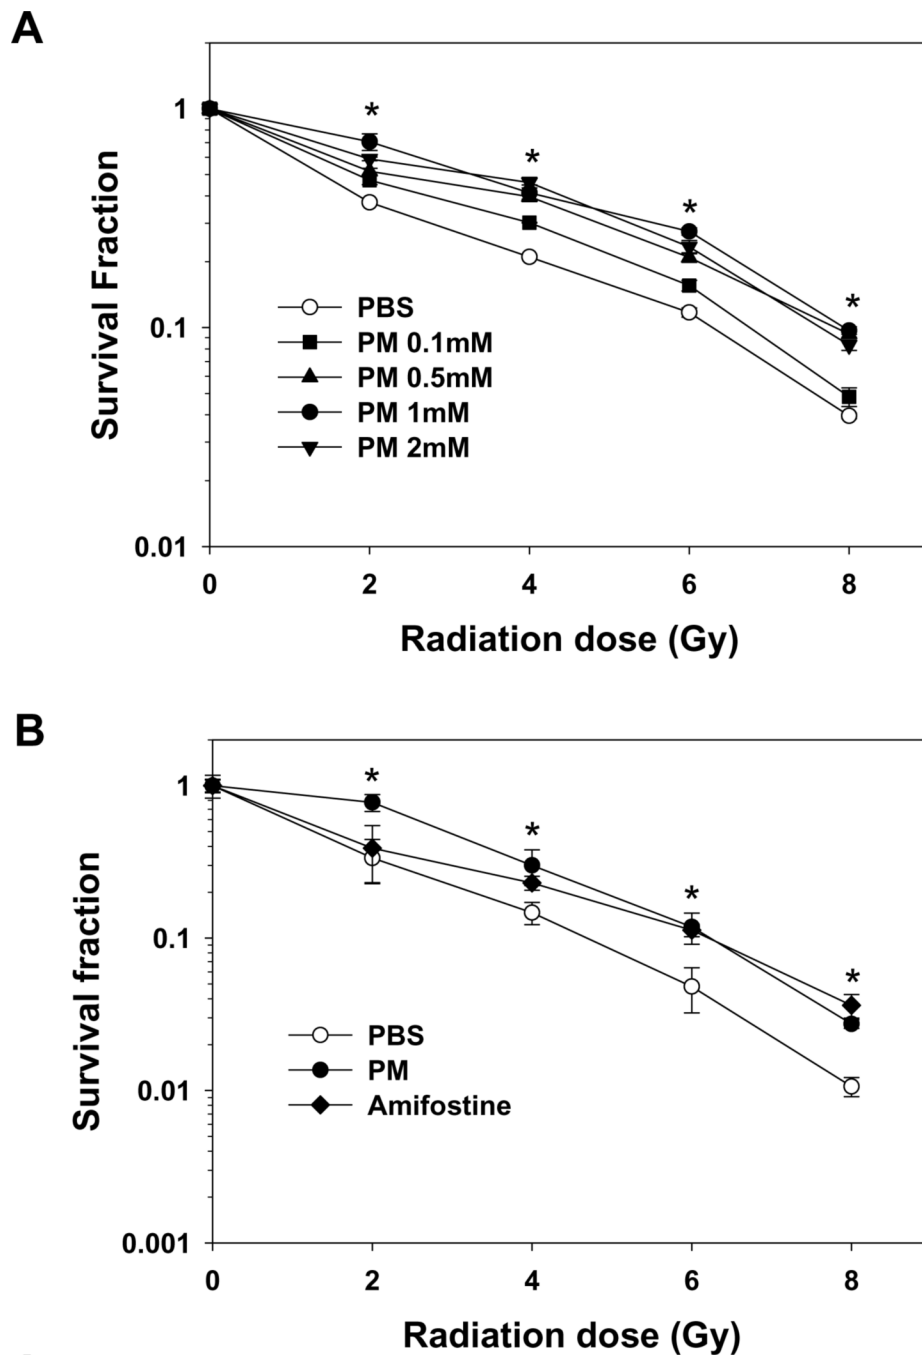 A
Survival Fraction
1
0.1
0.01
*
*
*
*
PBS
PM 0.1mM
PM 0.5mM
PM 1mM
PM 2mM
0 2 4 6 8
Radiation dose (Gy)
B
Survival fraction
1
0.1
0.01
0.001
*
*
*
*
PBS
PM
Amifostine
0 2 4 6 8
Radiation dose (Gy)